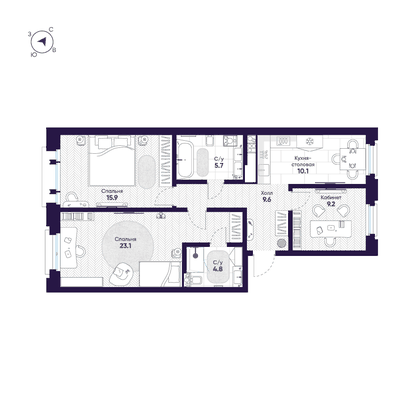 С
З
Ю
В
С/у
5.7
Кухня-
столовая
10.1
Спальня
15.9
Холл
9.6
Кабинет
9.2
Спальня
23.1
С/у
4.8